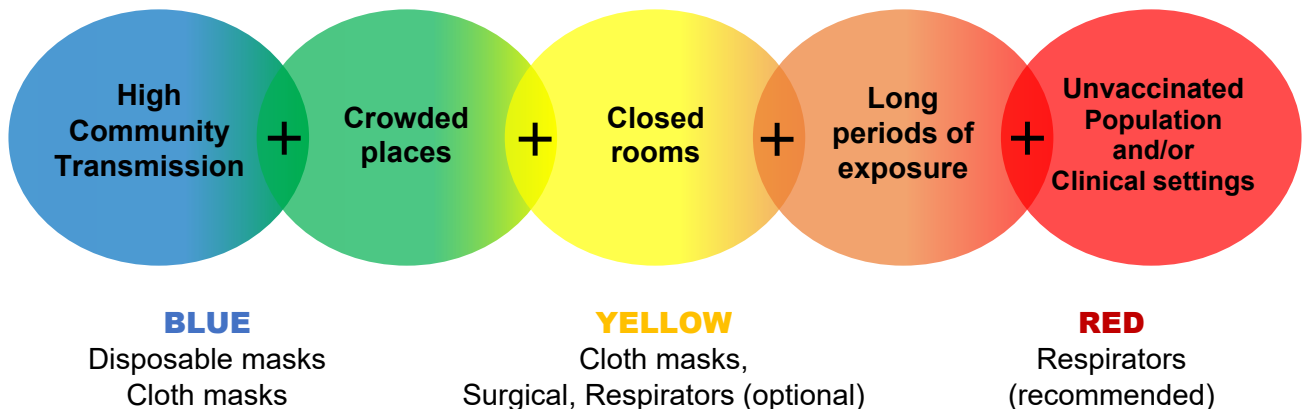 High
Community
Transmission
+
Crowded
places
+
Closed
rooms
+
Long
periods of
exposure
+
Unvaccinated
Population
and/or
Clinical settings
BLUE
Disposable masks
Cloth masks
YELLOW
Cloth masks,
Surgical, Respirators (optional)
RED
Respirators
(recommended)